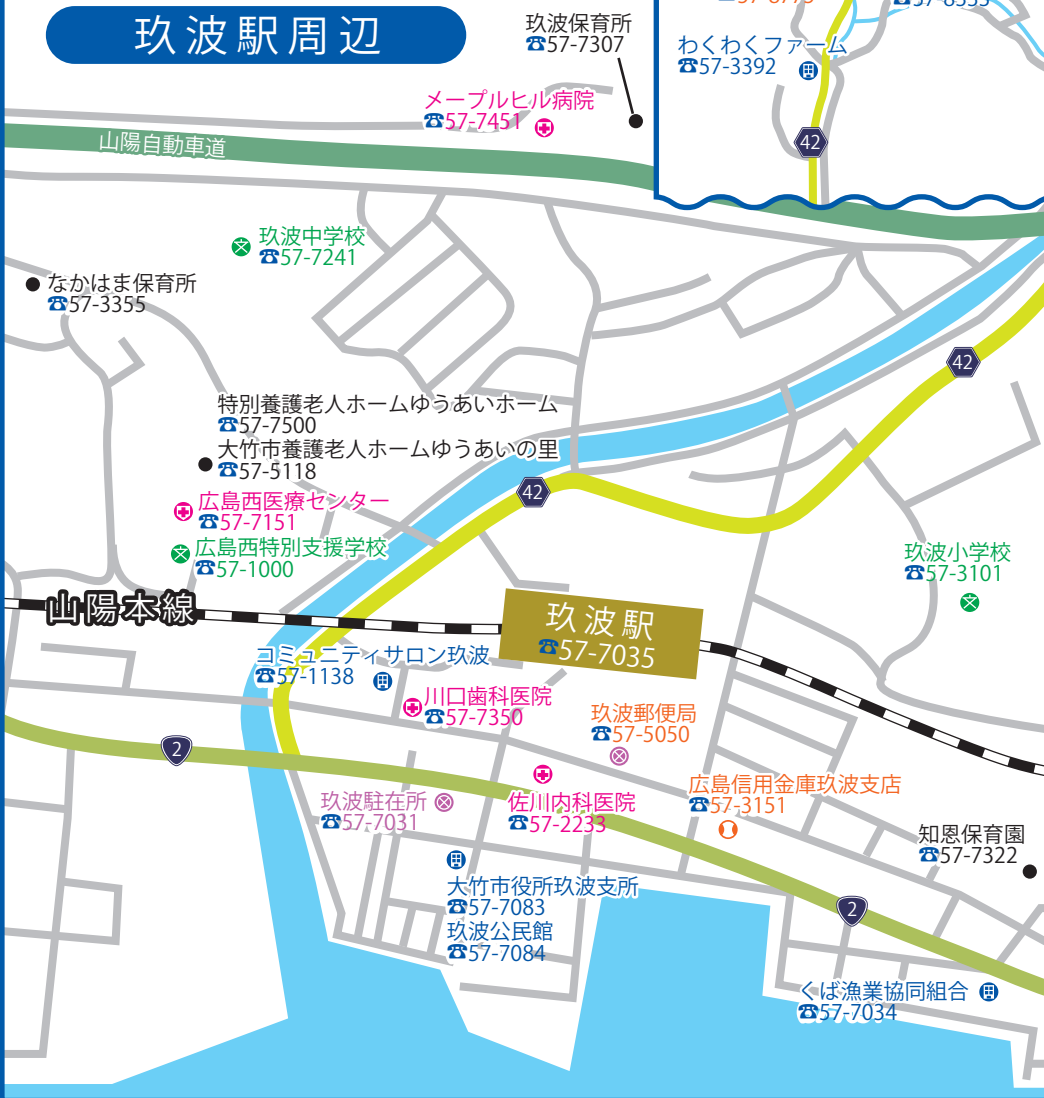 玖波駅周辺
玖波保育所
☎57-7307
わくわくファーム
☎57-3392
42
メープルヒル病院
☎57-7451
山陽自動車道
玖波中学校
☎57-7241
なかはま保育所
☎57-3355
42
特別養護老人ホームゆうあいホーム
☎57-7500
大竹市養護老人ホームゆうあいの里
☎57-5118
42
広島西医療センター
☎57-7151
広島西特別支援学校
☎57-1000
玖波小学校
☎57-3101
山陽本線
玖波駅
☎57-7035
コミュニティサロン玖波
☎57-1138
川口歯科医院
☎57-7350
玖波郵便局
☎57-5050
2
広島信用金庫玖波支店
☎57-3151
玖波駐在所
☎57-7031
佐川内科医院
☎57-2233
知恩保育園
☎57-7322
大竹市役所玖波支所
☎57-7083
玖波公民館
☎57-7084
2
くば漁業協同組合
☎57-7034